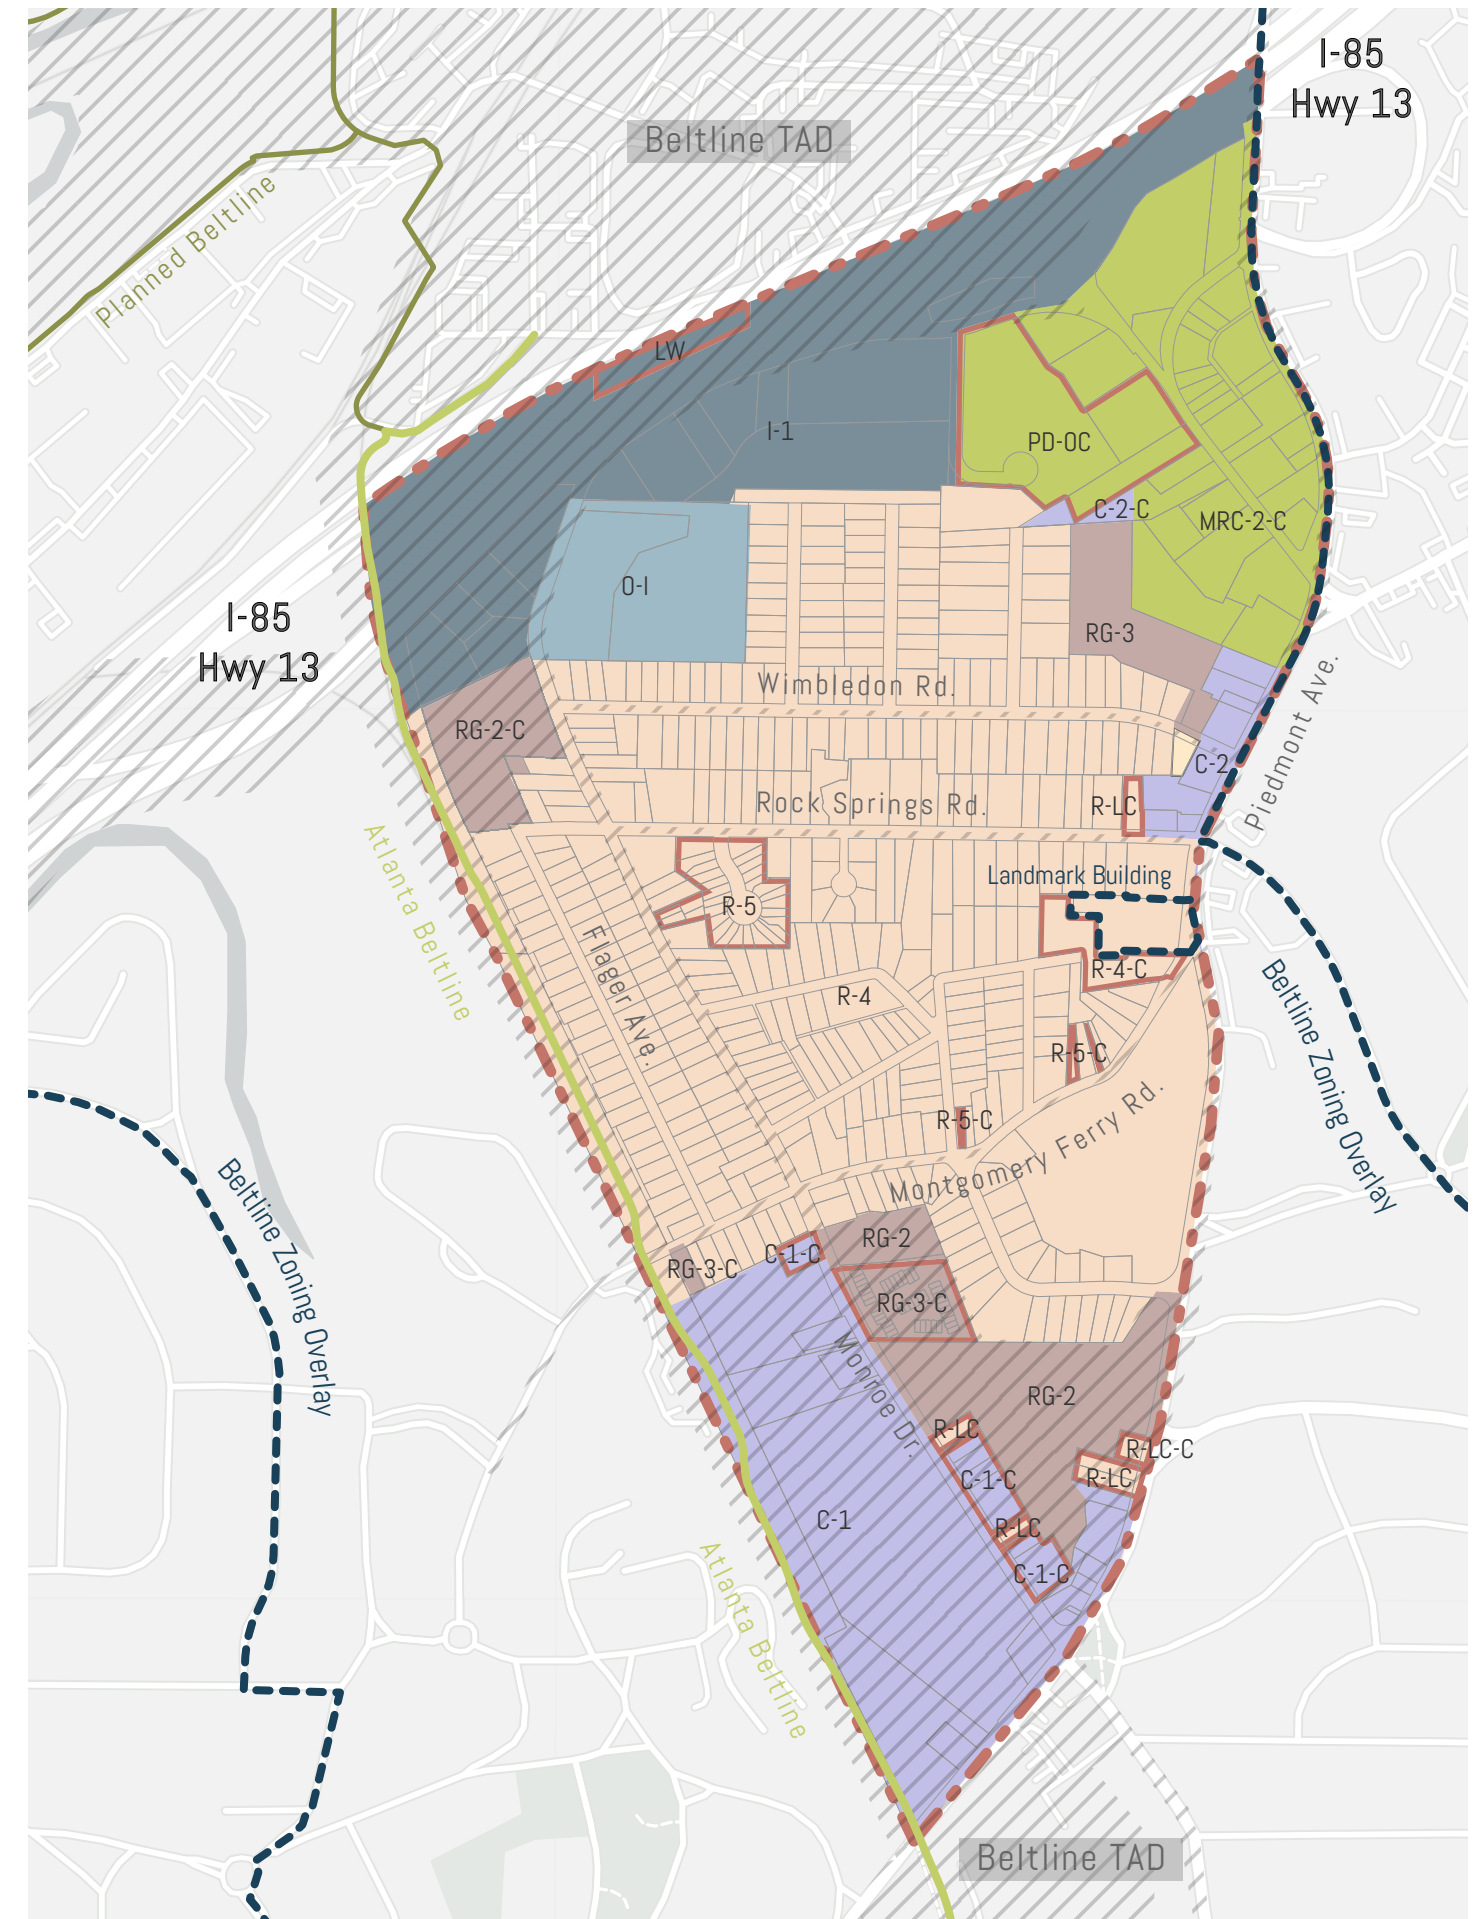 I-85
Hwy 13
Beltline TAD
Planned Beltline
LW
I-1
PD-OC
C-2-C
MRC-2-C
O-I
I-85
Hwy 13
RG-3
Wimbledon Rd.
RG-2-C
Piedmont Ave.
C-2
Rock Springs Rd.
R-LC
Atlanta Beltline
Landmark Building
R-5
Flager Ave.
R-4-C
R-4
Beltline Zoning Overlay
R-5-C
R-5-C
Montgomery Ferry Rd.
Beltline Zoning Overlay
RG-2
C-1-C
RG-3-C
RG-3-C
Monroe Dr.
RG-2
R-LC
R-LC-C
R-LC
C-1-C
C-1
R-LC
C-1-C
Atlanta Beltline
Beltline TAD